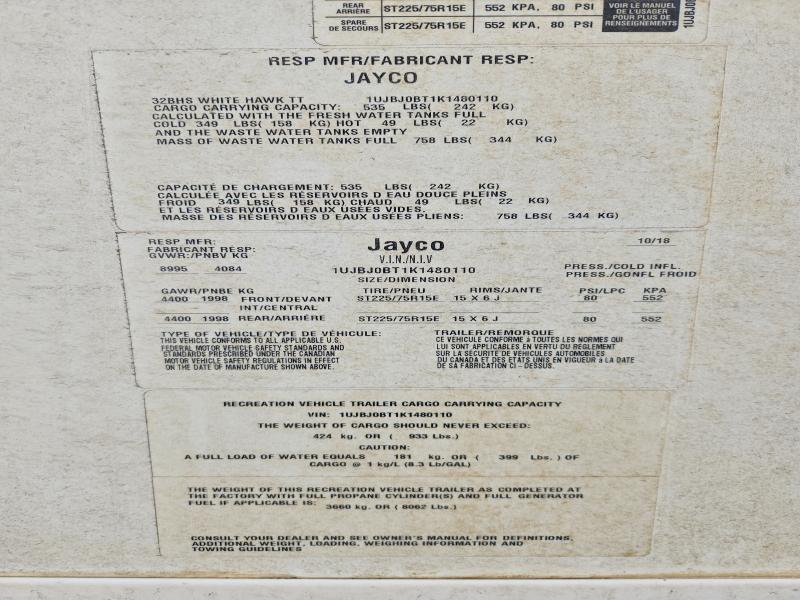 REAR
ARRIÈRE ST225/75R15E 552 KPA, 80 PSI
SPARE
DE SECOURS ST225/75R15E 552 KPA, 80 PSI
VOIR LE MANUEL
DE L'USAGER
POUR PLUS DE
RENSEIGNEMENTS
RESP MFR/FABRICANT RESP:
JAYCO
32BHS WHITE HAWK TT 1UJBJ0BT1K1480110
CARGO CARRYING CAPACITY: 535 LBS( 242 KG)
CALCULATED WITH THE FRESH WATER TANKS FULL
COLD 349 LBS( 158 KG) HOT 49 LBS( 22 KG)
AND THE WASTE WATER TANKS EMPTY
MASS OF WASTE WATER TANKS FULL 758 LBS( 344 KG)
CAPACITÉ DE CHARGEMENT: 535 LBS( 242 KG)
CALCULÉE AVEC LES RÉSERVOIRS D EAU DOUCE PLEINS
FROID 349 LBS( 158 KG) CHAUD 49 LBS( 22 KG)
ET LES RÉSERVOIRS D EAUX USÉES VIDES.
MASSE DES RÉSERVOIRS D EAUX USÉES PLIENS: 758 LBS( 344 KG)
RESP MFR: Jayco 10/18
FABRICANT RESP:
GVWR:/PNBV KG V.I.N./N.I.V
8995 4084 1UJBJ0BT1K1480110 PRESS./COLD INFL.
SIZE/DIMENSION PRESS./GONFL FROID
GAWR/PNBE KG TIRE/PNEU RIMS/JANTE PSI/LPC KPA
4400 1998 FRONT/DEVANT ST225/75R15E 15 X 6 J 80 552
INT/CENTRAL
4400 1998 REAR/ARRIÈRE ST225/75R15E 15 X 6 J 80 552
TYPE OF VEHICLE/TYPE DE VÉHICULE: TRAILER/REMORQUE
THIS VEHICLE CONFORMS TO ALL APPLICABLE U.S.
FEDERAL MOTOR VEHICLE SAFETY STANDARDS AND
STANDARDS PRESCRIBED UNDER THE CANADIAN
MOTOR VEHICLE SAFETY REGULATIONS IN EFFECT
ON THE DATE OF MANUFACTURE SHOWN ABOVE.
CE VEHICULE CONFORME à TOUTES LES NORMES QUI
LUI SONT APPLICABLES EN VERTU DU RÈGLEMENT
SUR LA SÉCURITÉ DE VÉHICULES AUTOMOBILES
DU CANADA ET DES ÉTATS UNIS EN VIGUEUR à LA DATE
DE SA FABRICATION CI - DESSUS.
RECREATION VEHICLE TRAILER CARGO CARRYING CAPACITY
VIN: 1UJBJ0BT1K1480110
THE WEIGHT OF CARGO SHOULD NEVER EXCEED:
424 kg. OR ( 933 Lbs.)
CAUTION:
A FULL LOAD OF WATER EQUALS 181 kg. OR ( 399 Lbs. ) OF
CARGO @ 1 kg/L (8.3 Lb/GAL)
THE WEIGHT OF THIS RECREATION VEHICLE TRAILER AS COMPLETED AT
THE FACTORY WITH FULL PROPANE CYLINDER(S) AND FULL GENERATOR
FUEL IF APPLICABLE IS: 3660 kg. OR ( 8062 Lbs.)
CONSULT YOUR DEALER AND SEE OWNER'S MANUAL FOR DEFINITIONS,
ADDITIONAL WEIGHT, LOADING, WEIGHING INFORMATION AND
TOWING GUIDELINES